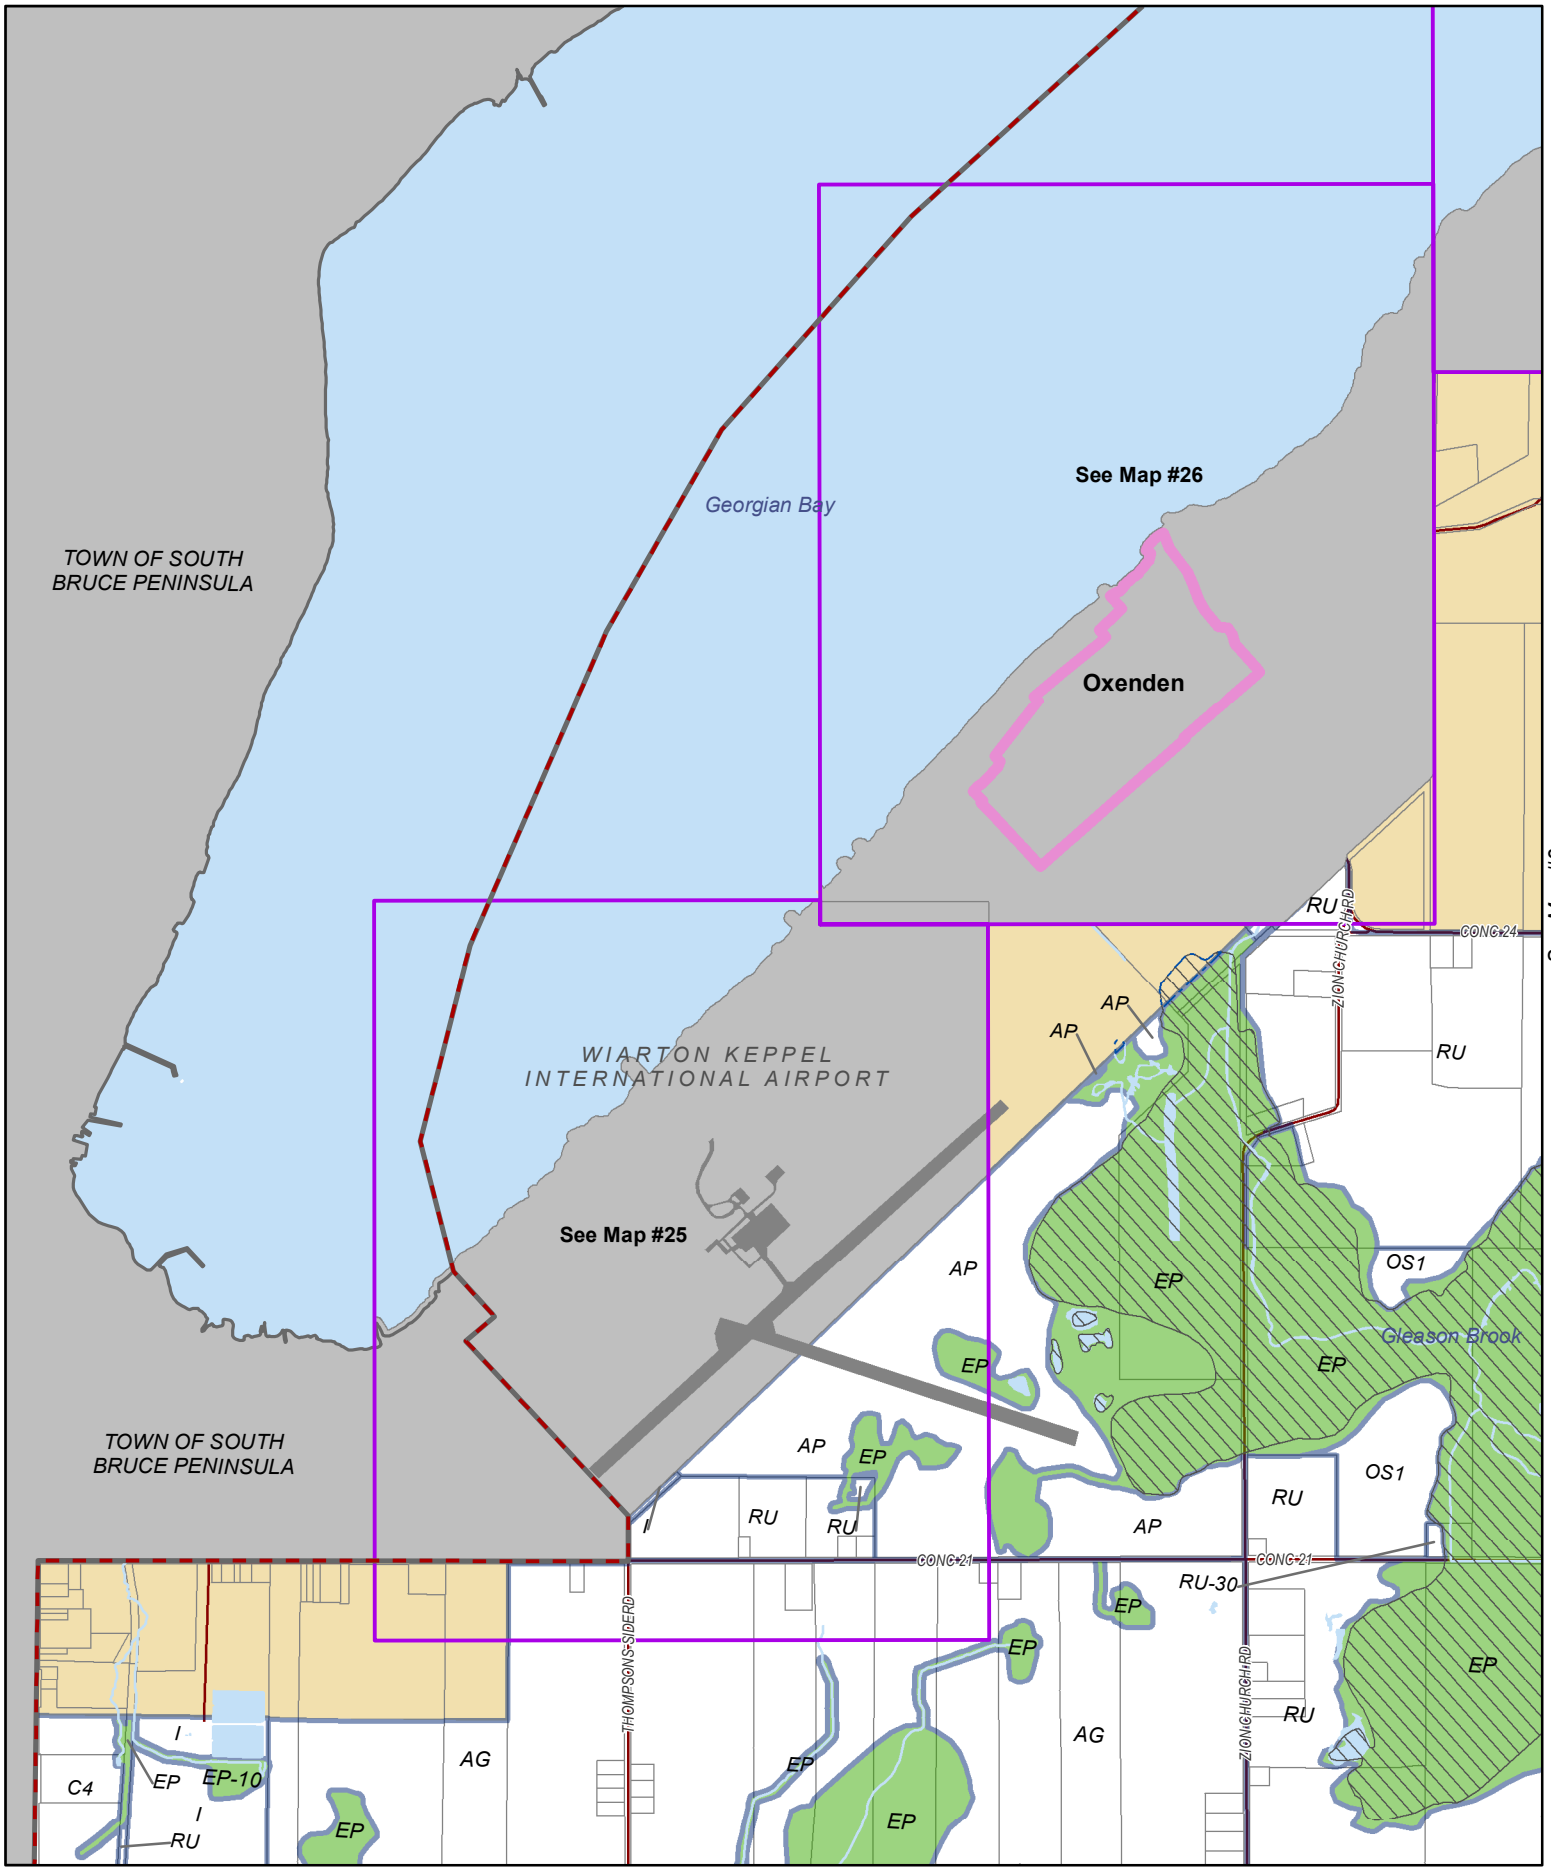 See Map #26
Georgian Bay
TOWN OF SOUTH
BRUCE PENINSULA
Oxenden
RU
ZION CHURCH RD
CONC 24
AP
AP
RU
WIARTON KEPPEL
INTERNATIONAL AIRPORT
See Map #25
AP
EP
OS1
Gleason Brook
EP
EP
TOWN OF SOUTH
BRUCE PENINSULA
AP
EP
OS1
RU
I
RU
RU
AP
CONC 21
CONC 21
RU-30
EP
THOMPSONS SIDERD
EP
EP
ZION CHURCH RD
RU
I
AG
AG
EP
EP-10
C4
EP
I
RU
EP
EP